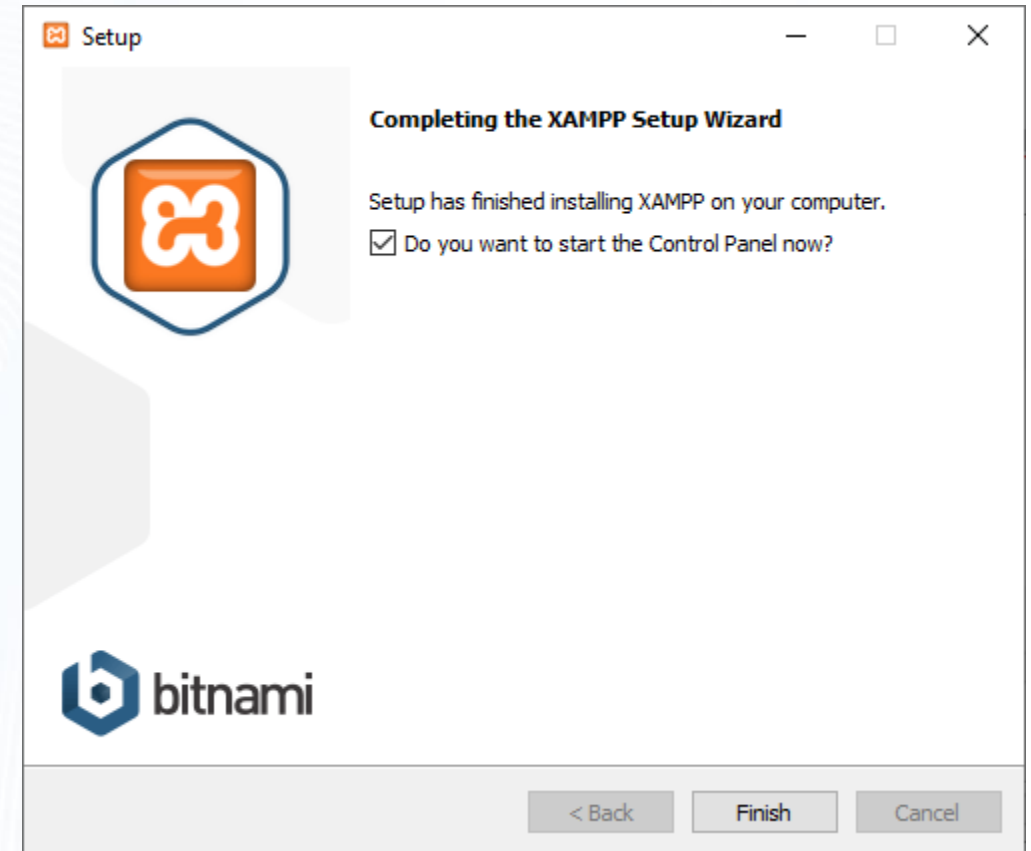 Setup
Completing the XAMPP Setup Wizard
Setup has finished installing XAMPP on your computer.
Do you want to start the Control Panel now?
bitnami
< Back
Finish
Cancel